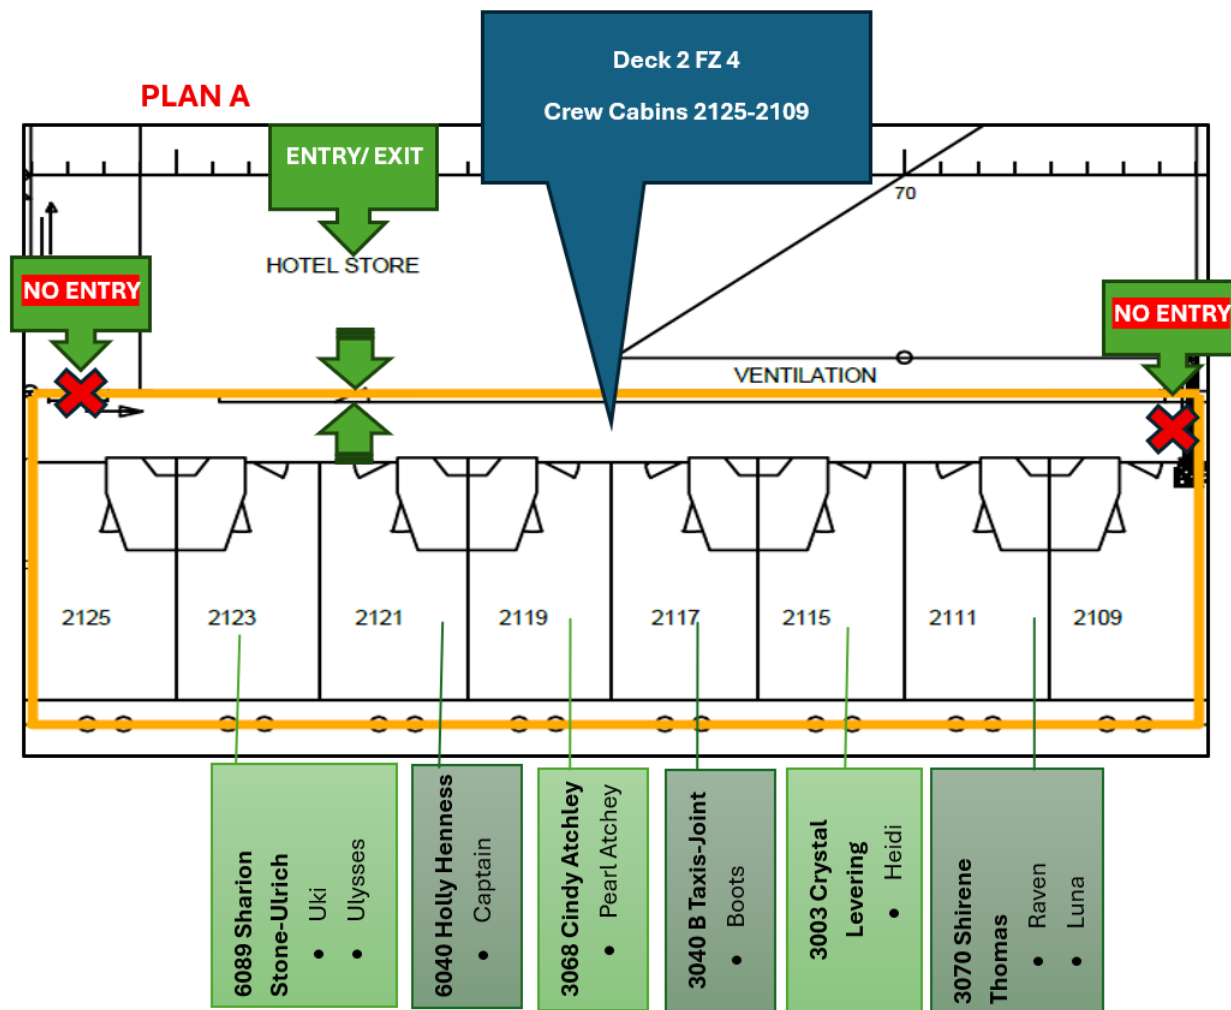 Deck 2 FZ 4
Crew Cabins 2125-2109
PLAN A
ENTRY/ EXIT
70
HOTEL STORE
NO ENTRY
NO ENTRY
VENTILATION
2125
2123
2121
2119
2117
2115
2111
2109
6089 Sharion
Stone-Ulrich
• Uki
• Ulysses
6040 Holly Henness
• Captain
3068 Cindy Atchley
• Pearl Atchey
3040 B Taxis-Joint
• Boots
3003 Crystal
Levering
• Heidi
3070 Shirene
Thomas
• Raven
• Luna